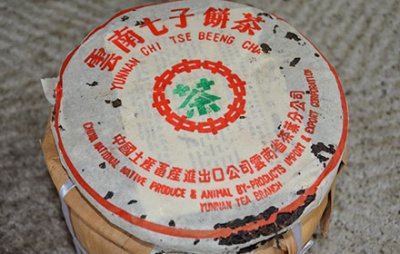 雲南七子餅茶
YUNNAN CHI TSE BEENG CHA
茶
中國土產畜產進出口公司雲南省茶葉分公司
CHINA NATIONAL NATIVE PRODUCE & ANIMAL BY-PRODUCTS IMPORT & EXPORT CORPORATION
YUNNAN TEA BRANCH